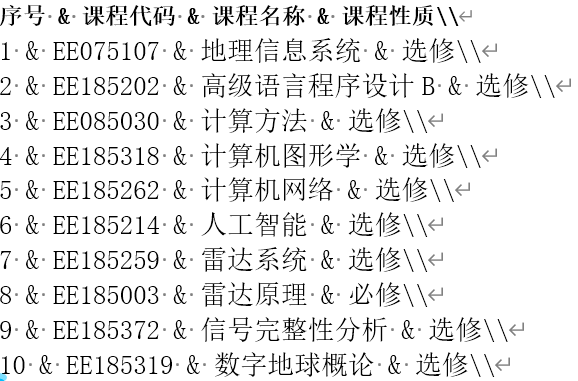 序号 & 课程代码 & 课程名称 & 课程性质\\
1 & EE075107 & 地理信息系统 & 选修\\
2 & EE185202 & 高级语言程序设计 B & 选修\\
3 & EE085030 & 计算方法 & 选修\\
4 & EE185318 & 计算机图形学 & 选修\\
5 & EE185262 & 计算机网络 & 选修\\
6 & EE185214 & 人工智能 & 选修\\
7 & EE185259 & 雷达系统 & 选修\\
8 & EE185003 & 雷达原理 & 必修\\
9 & EE185372 & 信号完整性分析 & 选修\\
10 & EE185319 & 数字地球概论 & 选修\\